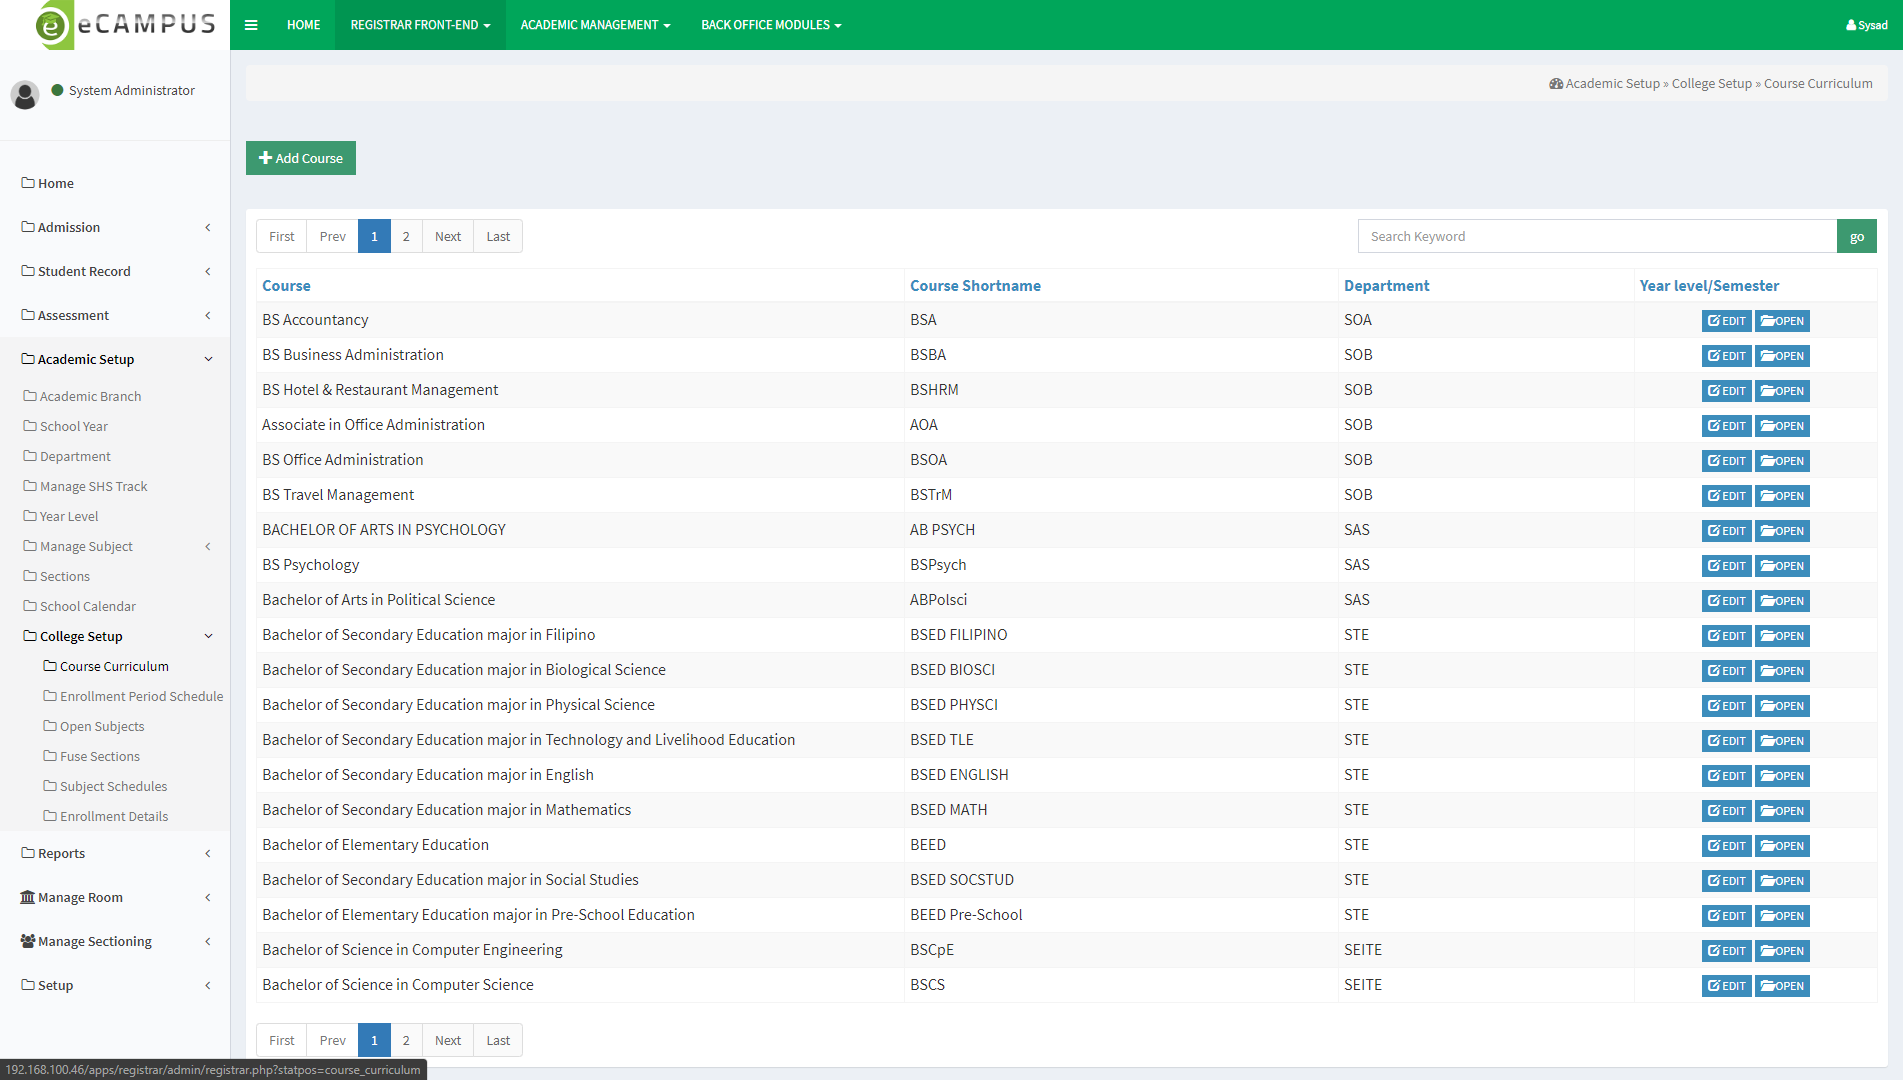 eCAMPUS
HOME
REGISTRAR FRONT-END
ACADEMIC MANAGEMENT
BACK OFFICE MODULES
Sysad
System Administrator
Home
Admission
Student Record
Assessment
Academic Setup
Academic Branch
School Year
Department
Manage SHS Track
Year Level
Manage Subject
Sections
School Calendar
College Setup
Course Curriculum
Enrollment Period Schedule
Open Subjects
Fuse Sections
Subject Schedules
Enrollment Details
Reports
Manage Room
Manage Sectioning
Setup
Academic Setup » College Setup » Course Curriculum
Add Course
First Prev 1 2 Next Last
Search Keyword go
Course Course Shortname Department Year level/Semester
BS Accountancy BSA SOA EDIT OPEN
BS Business Administration BSBA SOB EDIT OPEN
BS Hotel & Restaurant Management BSHRM SOB EDIT OPEN
Associate in Office Administration AOA SOB EDIT OPEN
BS Office Administration BSOA SOB EDIT OPEN
BS Travel Management BSTrM SOB EDIT OPEN
BACHELOR OF ARTS IN PSYCHOLOGY AB PSYCH SAS EDIT OPEN
BS Psychology BSPsych SAS EDIT OPEN
Bachelor of Arts in Political Science ABPolsci SAS EDIT OPEN
Bachelor of Secondary Education major in Filipino BSED FILIPINO STE EDIT OPEN
Bachelor of Secondary Education major in Biological Science BSED BIOSCI STE EDIT OPEN
Bachelor of Secondary Education major in Physical Science BSED PHYSCI STE EDIT OPEN
Bachelor of Secondary Education major in Technology and Livelihood Education BSED TLE STE EDIT OPEN
Bachelor of Secondary Education major in English BSED ENGLISH STE EDIT OPEN
Bachelor of Secondary Education major in Mathematics BSED MATH STE EDIT OPEN
Bachelor of Elementary Education BEED STE EDIT OPEN
Bachelor of Secondary Education major in Social Studies BSED SOCSTUD STE EDIT OPEN
Bachelor of Elementary Education major in Pre-School Education BEED Pre-School STE EDIT OPEN
Bachelor of Science in Computer Engineering BSCpE SEITE EDIT OPEN
Bachelor of Science in Computer Science BSCS SEITE EDIT OPEN
First Prev 1 2 Next Last
192.168.100.46/apps/registrar/admin/registrar.php?statpos=course_curriculum